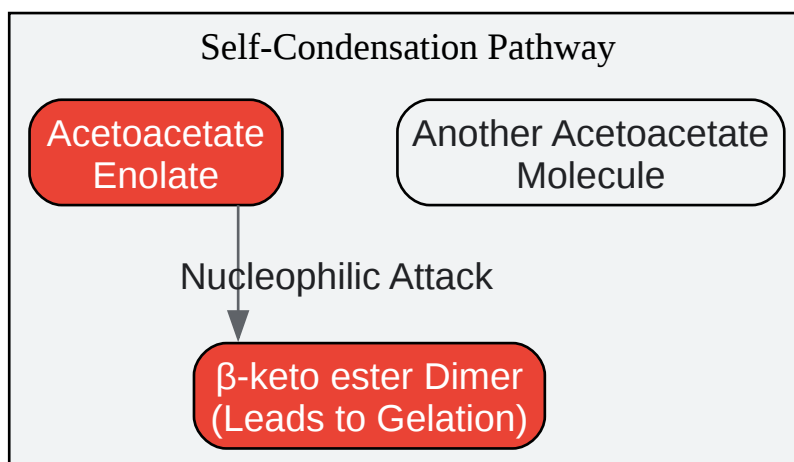 Self-Condensation Pathway
Acetoacetate
Enolate
Another Acetoacetate
Molecule
Nucleophilic Attack
β-keto ester Dimer
(Leads to Gelation)